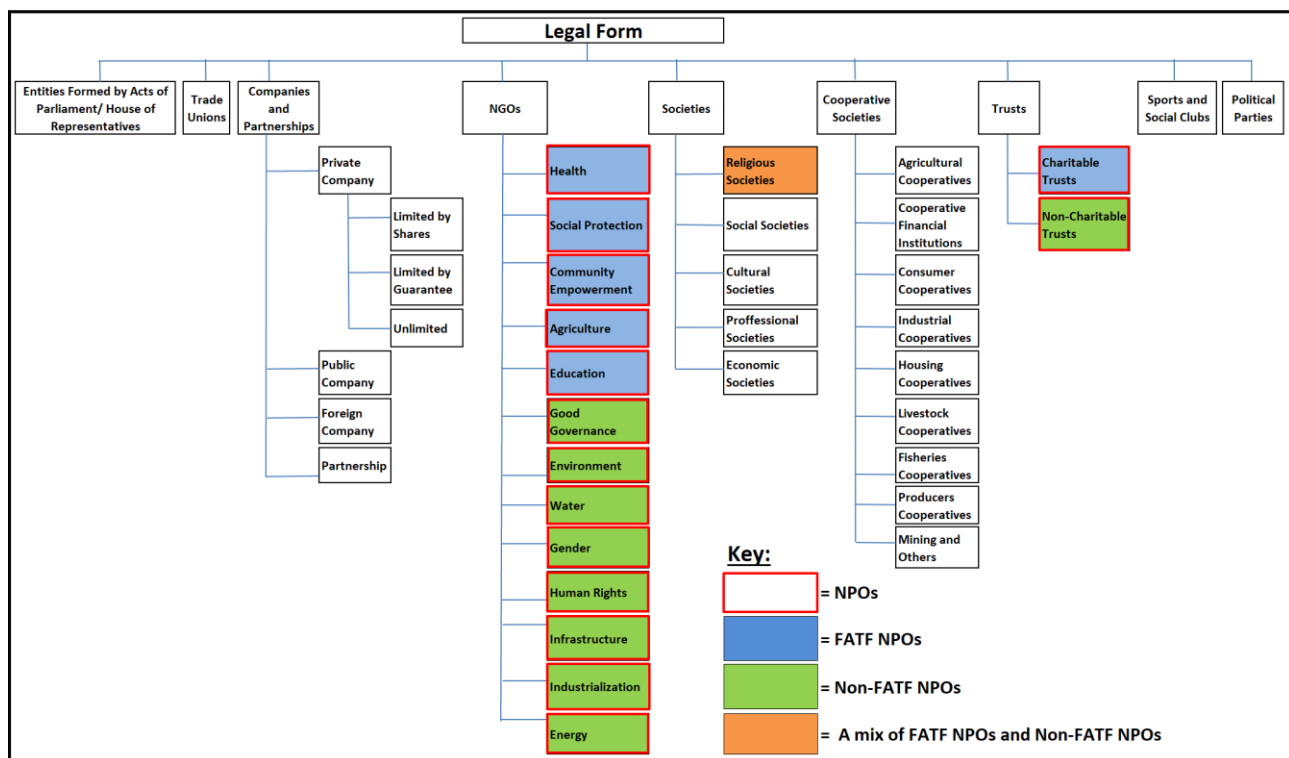 Legal Form
Entities Formed by Acts of
Parliament/ House of
Representatives
Trade
Unions
Companies
and
Partnerships
NGOs
Societies
Cooperative
Societies
Trusts
Sports and
Social Clubs
Political
Parties
Private
Company
Limited by
Shares
Limited by
Guarantee
Unlimited
Public
Company
Foreign
Company
Partnership
Health
Social Protection
Community
Empowerment
Agriculture
Education
Good
Governance
Environment
Water
Gender
Human Rights
Infrastructure
Industrialization
Energy
Religious
Societies
Social Societies
Cultural
Societies
Proffessional
Societies
Economic
Societies
Agricultural
Cooperatives
Cooperative
Financial
Institutions
Consumer
Cooperatives
Industrial
Cooperatives
Housing
Cooperatives
Livestock
Cooperatives
Fisheries
Cooperatives
Producers
Cooperatives
Mining and
Others
Charitable
Trusts
Non-Charitable
Trusts
Key:
= NPOs
= FATF NPOs
= Non-FATF NPOs
= A mix of FATF NPOs and Non-FATF NPOs